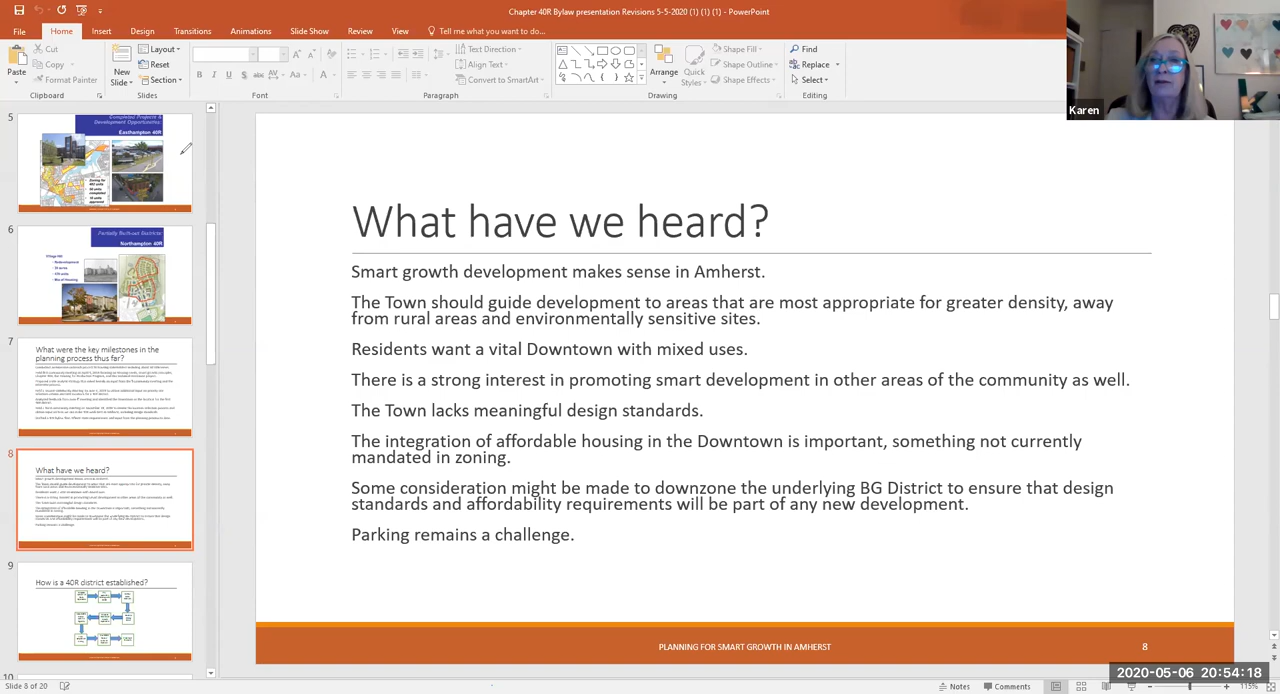 Chapter 40R Bylaw presentation Revisions 5-5-2020 (1) (1) (1) - PowerPoint
File Home Insert Design Transitions Animations Slide Show Review View Tell me what you want to do...
Cut
Copy
Format Painter
Paste
Clipboard
New
Slide
Layout
Reset
Section
Slides
Font
Text Direction
Align Text
Convert to SmartArt
Paragraph
Arrange
Quick
Styles
Shape Fill
Shape Outline
Shape Effects
Drawing
Find
Replace
Select
Editing
Karen
5
Completed Projects &
Development Opportunities:
Easthampton 40R
6
Partially Built-out Districts:
Northampton 40R
7
What were the key milestones in the
planning process thus far?
8
What have we heard?
9
How is a 40R district established?
10
What have we heard?
Smart growth development makes sense in Amherst.
The Town should guide development to areas that are most appropriate for greater density, away
from rural areas and environmentally sensitive sites.
Residents want a vital Downtown with mixed uses.
There is a strong interest in promoting smart development in other areas of the community as well.
The Town lacks meaningful design standards.
The integration of affordable housing in the Downtown is important, something not currently
mandated in zoning.
Some consideration might be made to downzone the underlying BG District to ensure that design
standards and affordability requirements will be part of any new development.
Parking remains a challenge.
PLANNING FOR SMART GROWTH IN AMHERST 8
2020-05-06 20:54:18
Slide 8 of 20
Notes Comments 115%